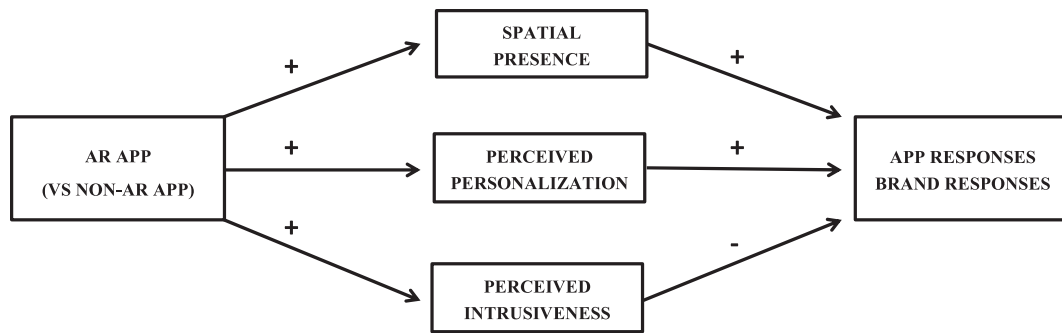 SPATIAL
PRESENCE
+
+
AR APP
(VS NON-AR APP)
+
PERCEIVED
PERSONALIZATION
+
APP RESPONSES
BRAND RESPONSES
+
PERCEIVED
INTRUSIVENESS
-